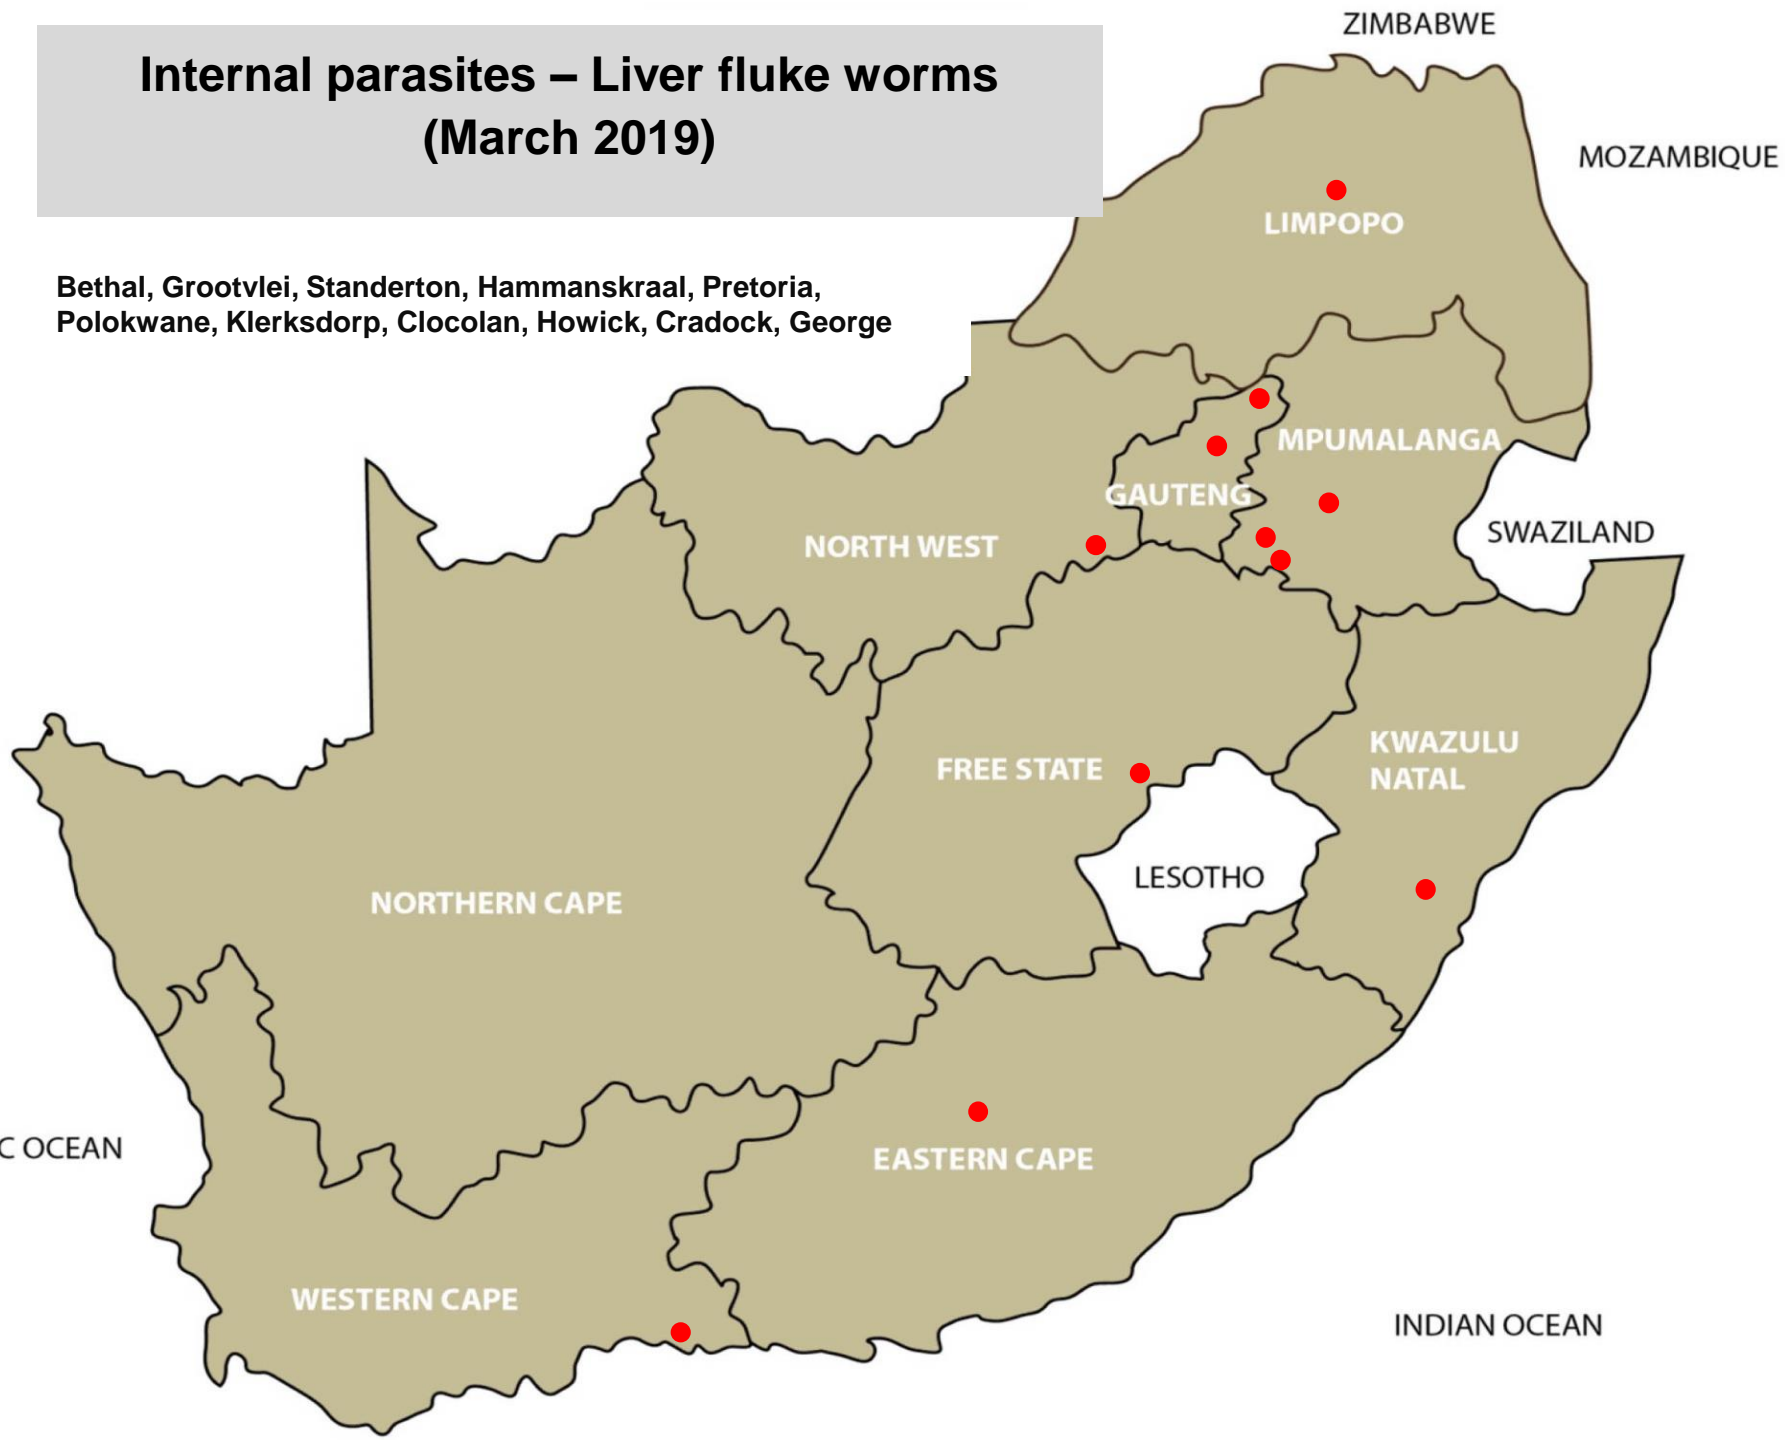 ZIMBABWE
Internal parasites – Liver fluke worms
(March 2019)
MOZAMBIQUE
LIMPOPO
Bethal, Grootvlei, Standerton, Hammanskraal, Pretoria,
Polokwane, Klerksdorp, Clocolan, Howick, Cradock, George
MPUMALANGA
GAUTENG
SWAZILAND
NORTH WEST
KWAZULU
NATAL
FREE STATE
LESOTHO
NORTHERN CAPE
C OCEAN
EASTERN CAPE
WESTERN CAPE
INDIAN OCEAN